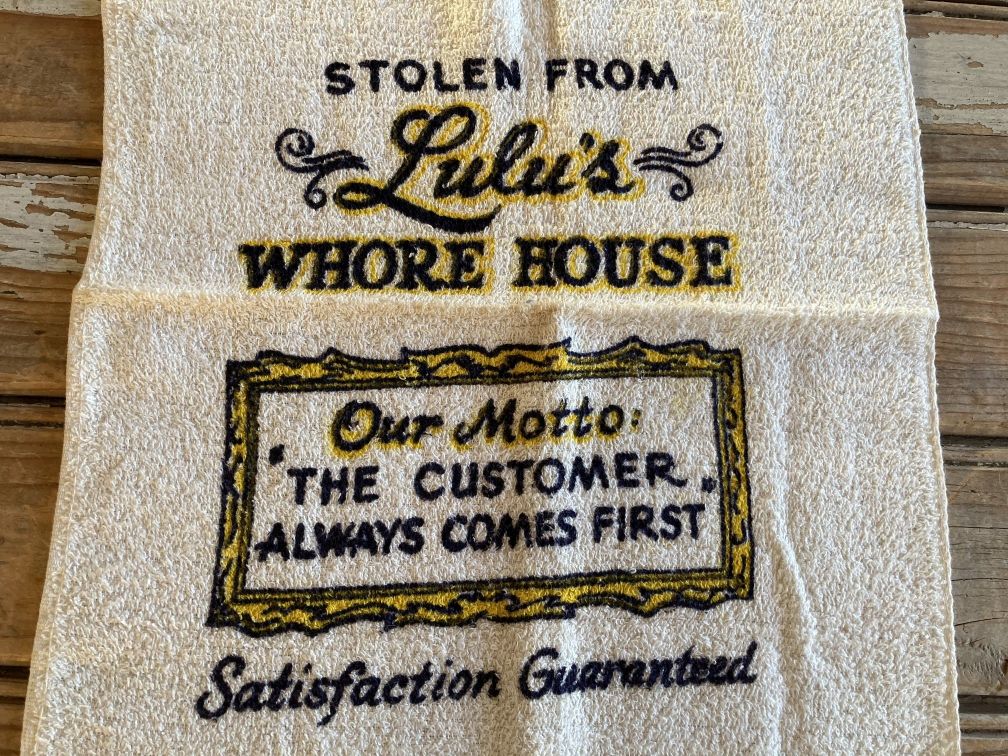 STOLEN FROM
Lulu's
WHORE HOUSE
Our Motto:
"THE CUSTOMER
ALWAYS COMES FIRST"
Satisfaction Guaranteed